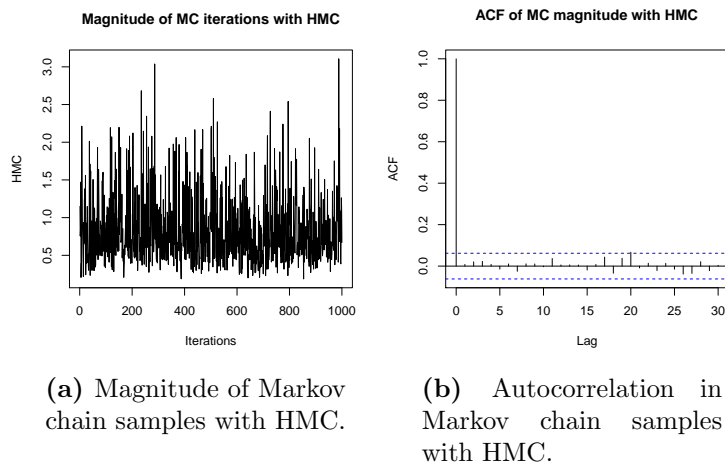 Magnitude of MC iterations with HMC
HMC
3.0
2.5
2.0
1.5
1.0
0.5
0 200 400 600 800 1000
Iterations
(a) Magnitude of Markov
chain samples with HMC.
ACF of MC magnitude with HMC
ACF
1.0
0.8
0.6
0.4
0.2
0.0
0 5 10 15 20 25 30
Lag
(b) Autocorrelation in
Markov chain samples
with HMC.